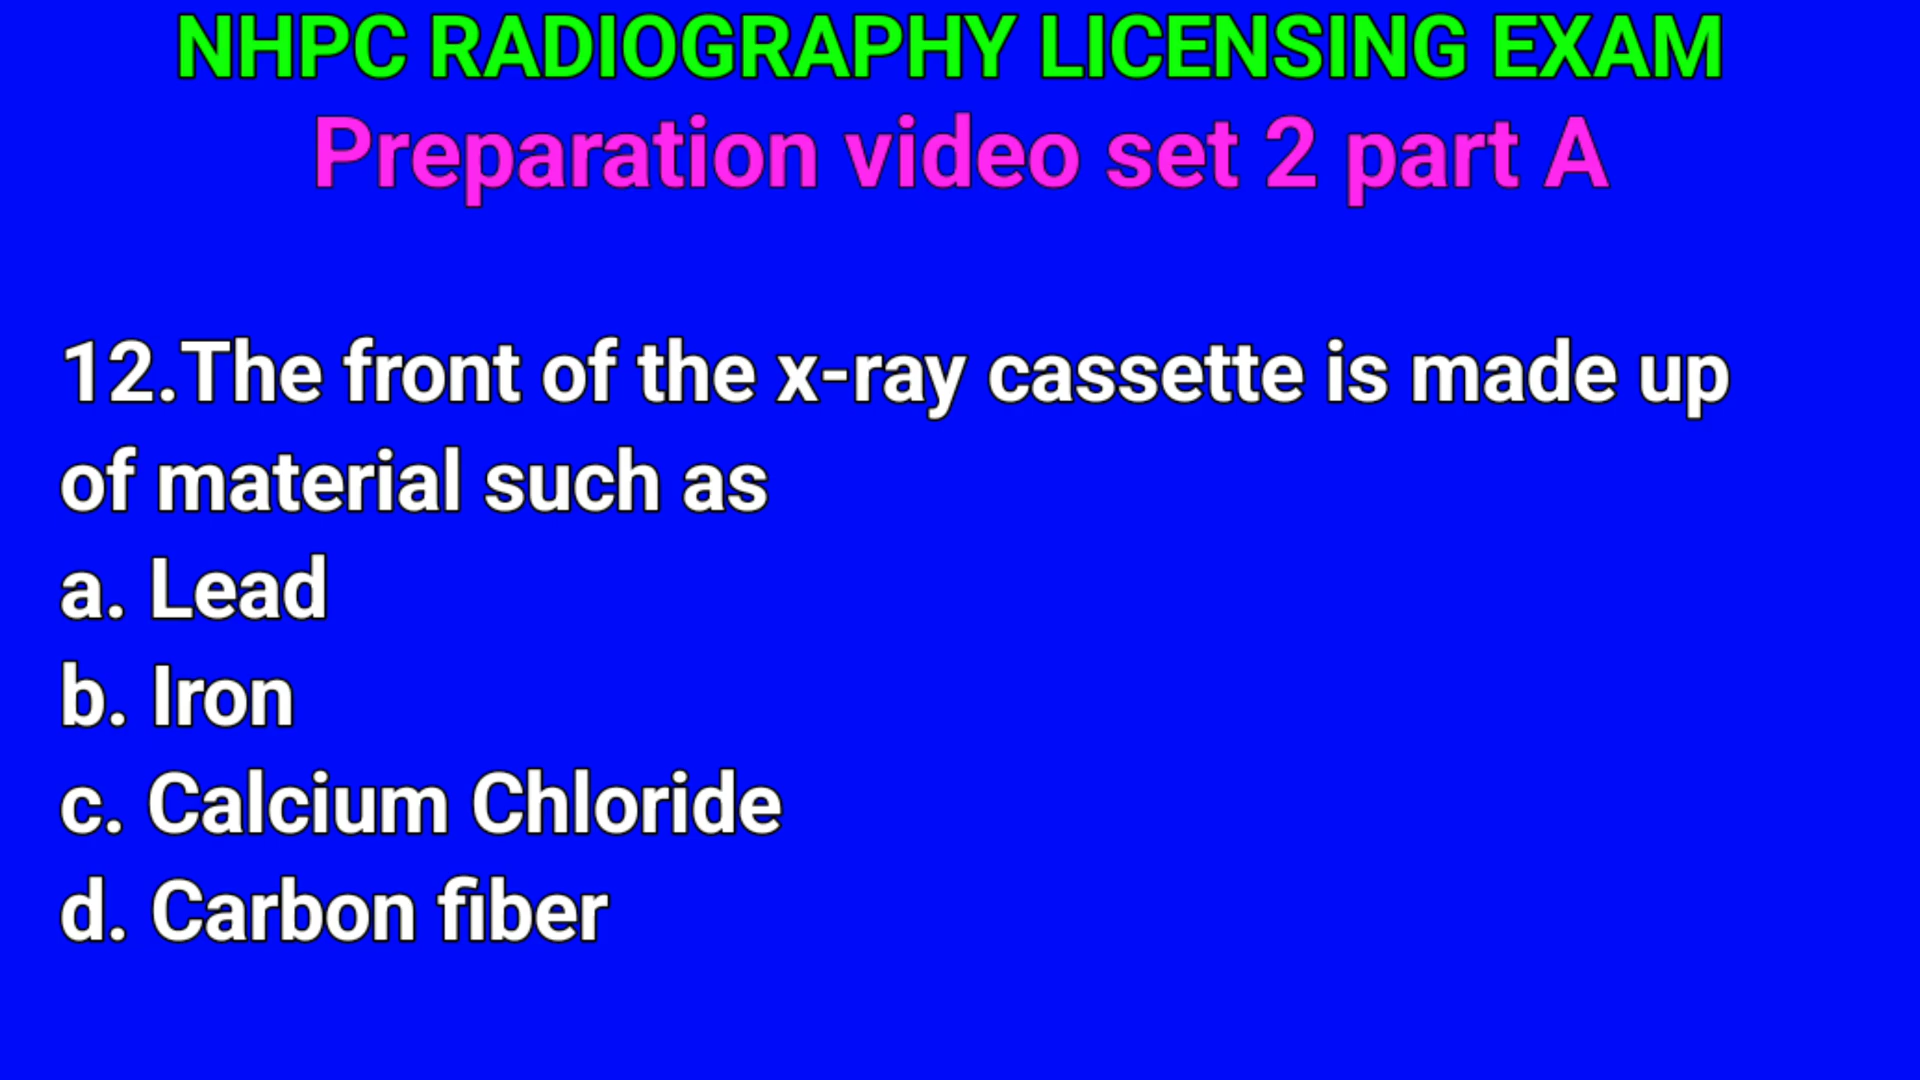 NHPC RADIOGRAPHY LICENSING EXAM
Preparation video set 2 part A
12.The front of the x-ray cassette is made up
of material such as
a. Lead
b. Iron
c. Calcium Chloride
d. Carbon fiber